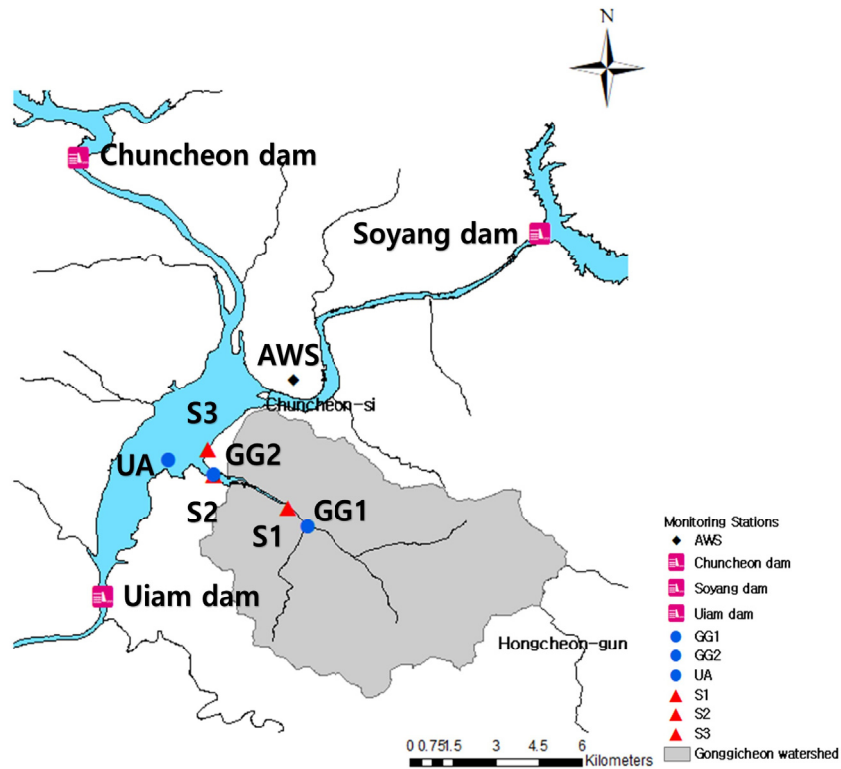 N
Chuncheon dam
Soyang dam
AWS
Chuncheon-si
S3
GG2
UA
S2
S1
GG1
Uiam dam
Hongcheon-gun
Monitoring Stations
AWS
Chuncheon dam
Soyang dam
Uiam dam
GG1
GG2
UA
S1
S2
S3
Gonggicheon watershed
0 0.751.5 3 4.5 6
Kilometers